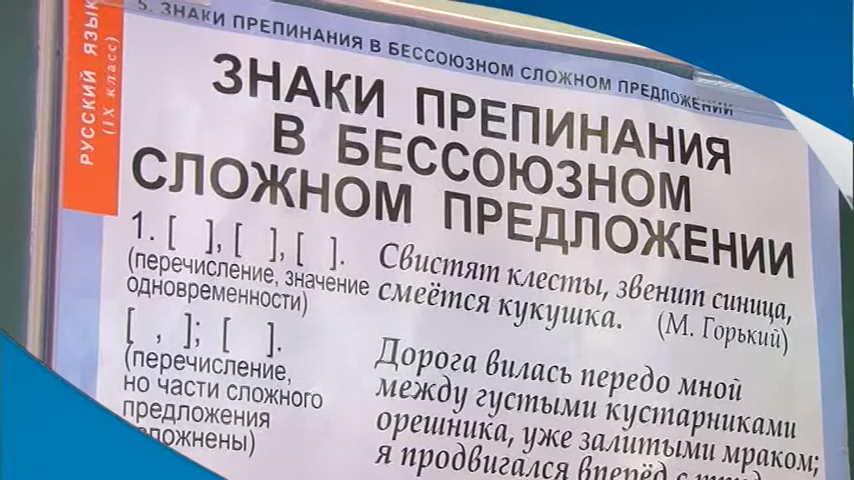 5. ЗНАКИ ПРЕПИНАНИЯ В БЕССОЮЗНОМ СЛОЖНОМ ПРЕДЛОЖЕНИИ
РУССКИЙ ЯЗЫК
(IX класс)
ЗНАКИ ПРЕПИНАНИЯ
В БЕССОЮЗНОМ
СЛОЖНОМ ПРЕДЛОЖЕНИИ
1. [ ], [ ], [ ].
(перечисление, значение
одновременности)
Свистят клесты, звенит синица,
смеётся кукушка. (М. Горький)
[ , ]; [ ].
(перечисление,
но части сложного
предложения
Дорога вилась передо мной
между густыми кустарниками
орешника, уже залитыми мраком;
я продвигался вперёд с